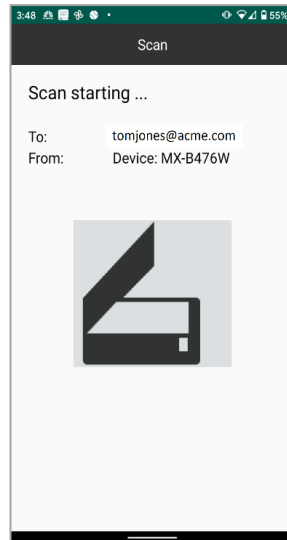 3:48 55%
Scan
Scan starting ...
To: tomjones@acme.com
From: Device: MX-B476W